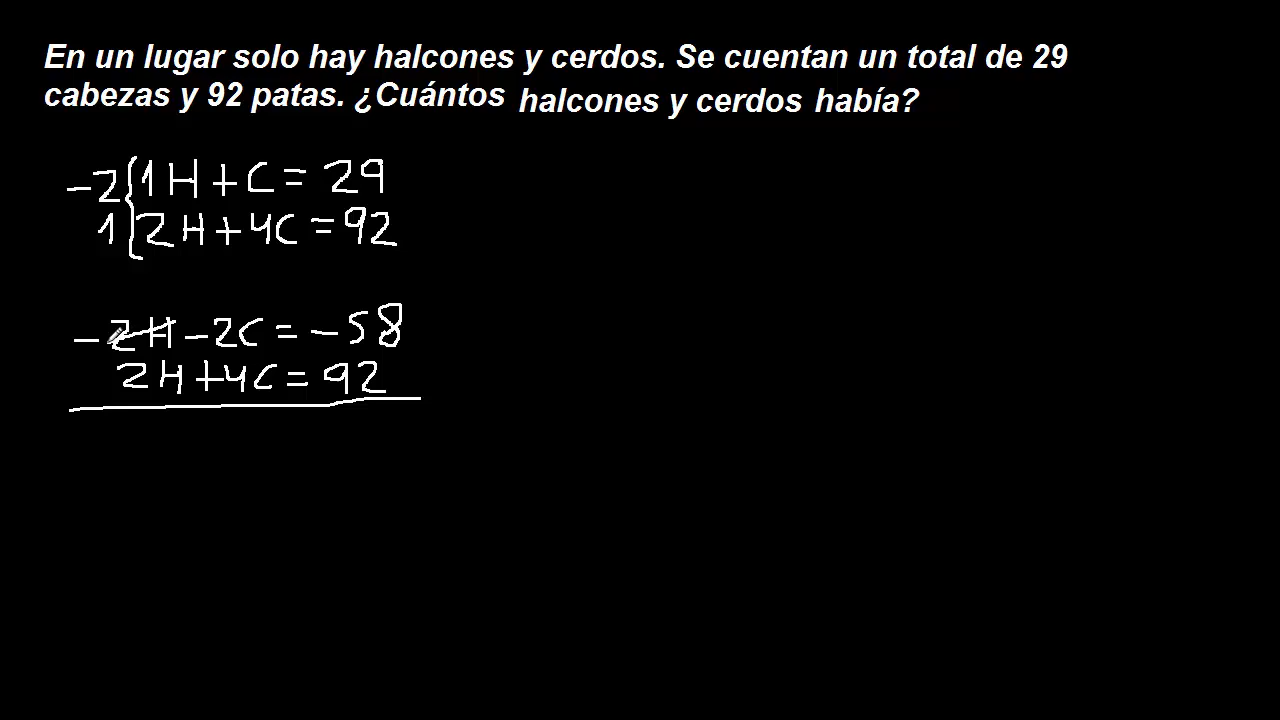 En un lugar solo hay halcones y cerdos. Se cuentan un total de 29
cabezas y 92 patas. ¿Cuántos halcones y cerdos había?
-2{1H+C=29
1{2H+4C=92
-2H-2C=-58
2H+4C=92